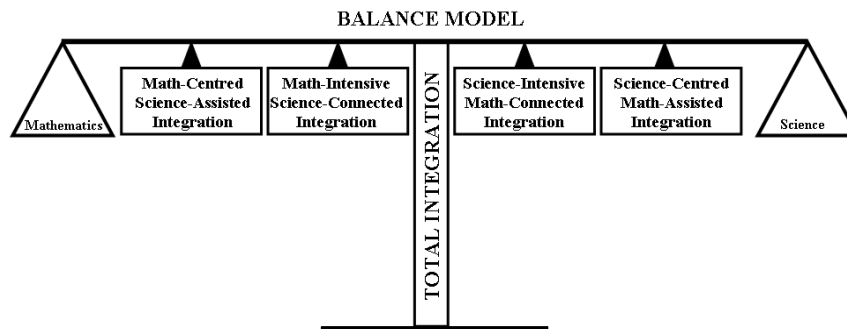 BALANCE MODEL
Mathematics
Math-Centred
Science-Assisted
Integration
Math-Intensive
Science-Connected
Integration
TOTAL INTEGRATION
Science-Intensive
Math-Connected
Integration
Science-Centred
Math-Assisted
Integration
Science